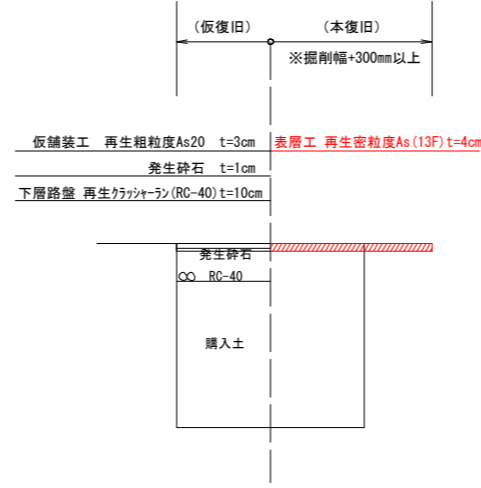 (仮復旧) (本復旧)
※掘削幅+300mm以上
仮舗装工 再生粗粒度As20 t=3cm 表層工 再生密粒度As(13F)t=4cm
発生砕石 t=1cm
下層路盤 再生クラッシャーラン(RC-40)t=10cm
発生砕石
RC-40
購入土